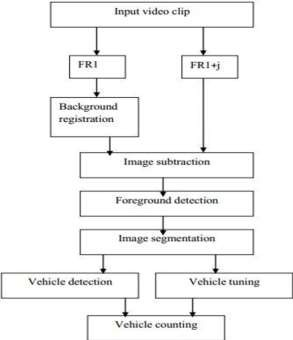 Input video clip
FR1
FR1+j
Background
registration
Image subtraction
Foreground detection
Image segmentation
Vehicle detection
Vehicle tuning
Vehicle counting